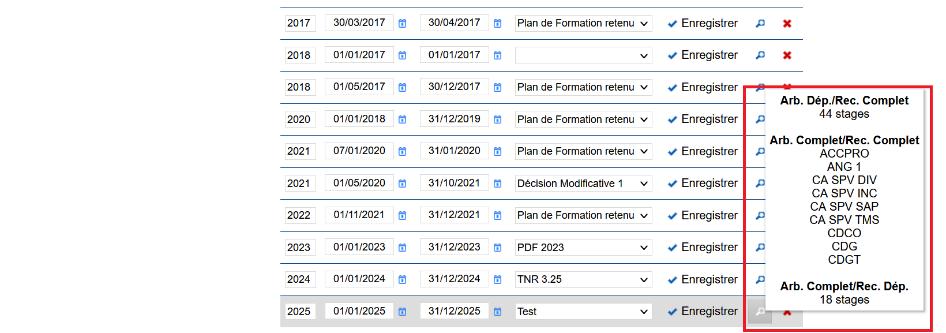 2017 30/03/2017 30/04/2017 Plan de Formation retenu Enregistrer
2018 01/01/2017 01/01/2017 Enregistrer
2018 01/05/2017 30/12/2017 Plan de Formation retenu Enregistrer
2020 01/01/2018 31/12/2019 Plan de Formation retenu Enregistrer
2021 07/01/2020 31/01/2020 Plan de Formation retenu Enregistrer
2021 01/05/2020 31/10/2021 Décision Modificative 1 Enregistrer
2022 01/11/2021 31/12/2021 Plan de Formation retenu Enregistrer
2023 01/01/2023 31/12/2023 PDF 2023 Enregistrer
2024 01/01/2024 31/12/2024 TNR 3.25 Enregistrer
2025 01/01/2025 31/12/2025 Test Enregistrer
Arb. Dép./Rec. Complet
44 stages
Arb. Complet/Rec. Complet
ACCPRO
ANG 1
CA SPV DIV
CA SPV INC
CA SPV SAP
CA SPV TMS
CDCO
CDG
CDGT
Arb. Complet/Rec. Dép.
18 stages